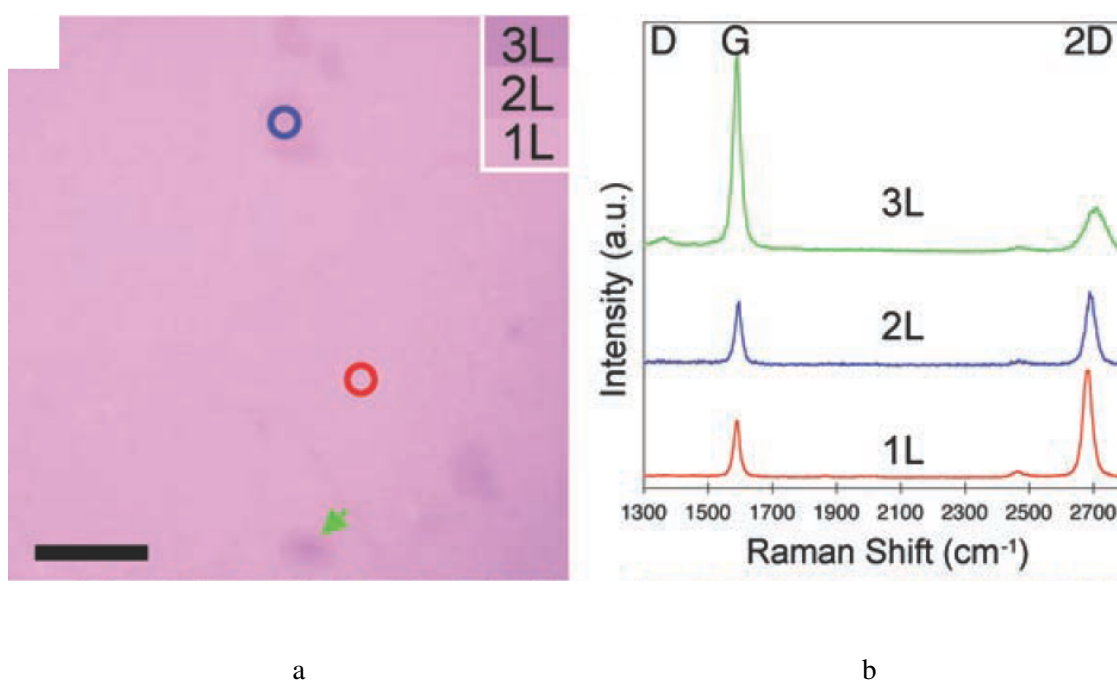 3L
2L
1L
D G 2D
3L
2L
1L
Intensity (a.u.)
1300 1500 1700 1900 2100 2300 2500 2700
Raman Shift (cm⁻¹)
a b